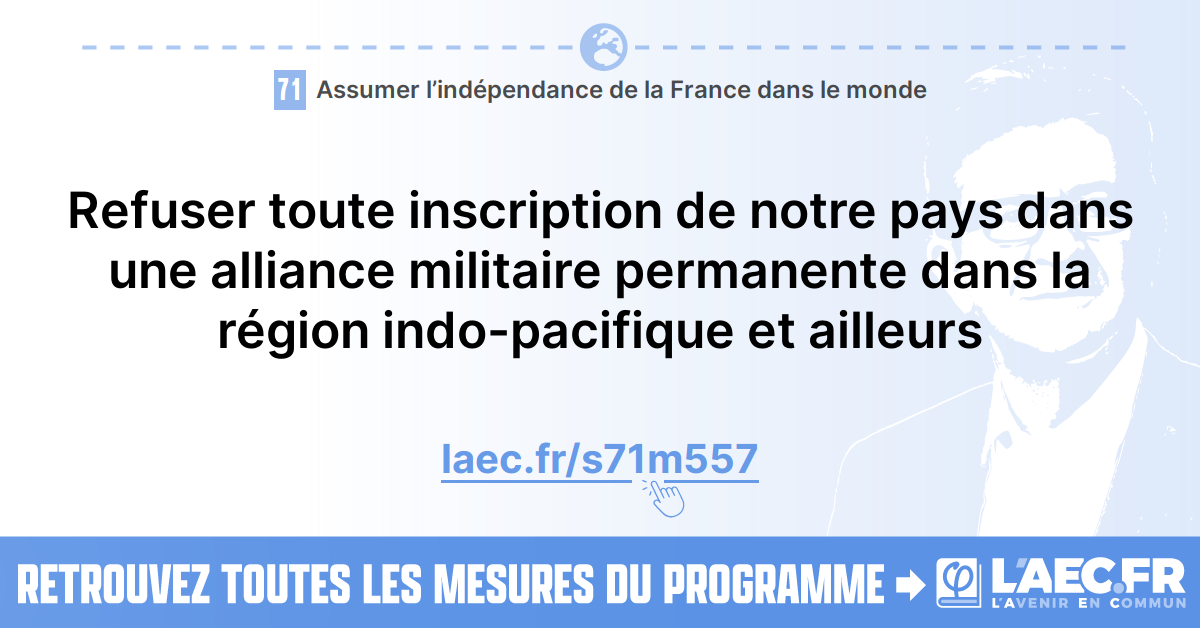 71 Assumer l’indépendance de la France dans le monde
Refuser toute inscription de notre pays dans
une alliance militaire permanente dans la
région indo-pacifique et ailleurs
laec.fr/s71m557
RETROUVEZ TOUTES LES MESURES DU PROGRAMME → φ L'AEC.FR
L'AVENIR EN COMMUN